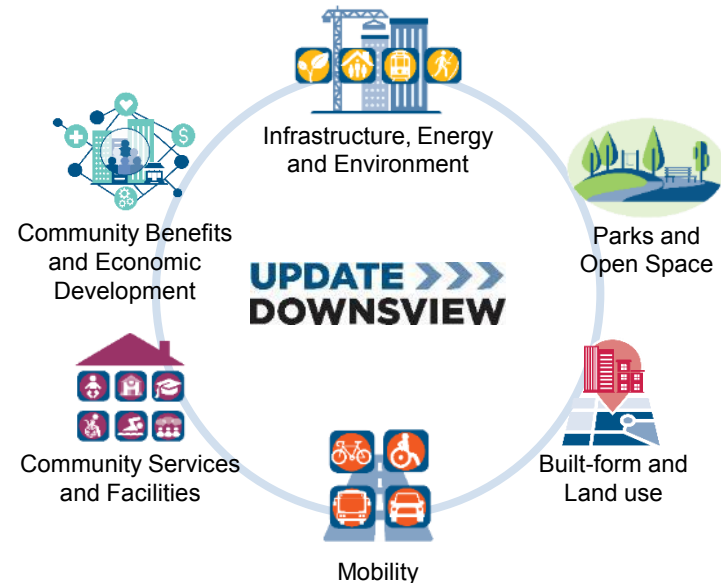 Infrastructure, Energy
and Environment
Parks and
Open Space
Built-form and
Land use
Mobility
Community Services
and Facilities
Community Benefits
and Economic
Development
UPDATE >>>
DOWNSVIEW
$